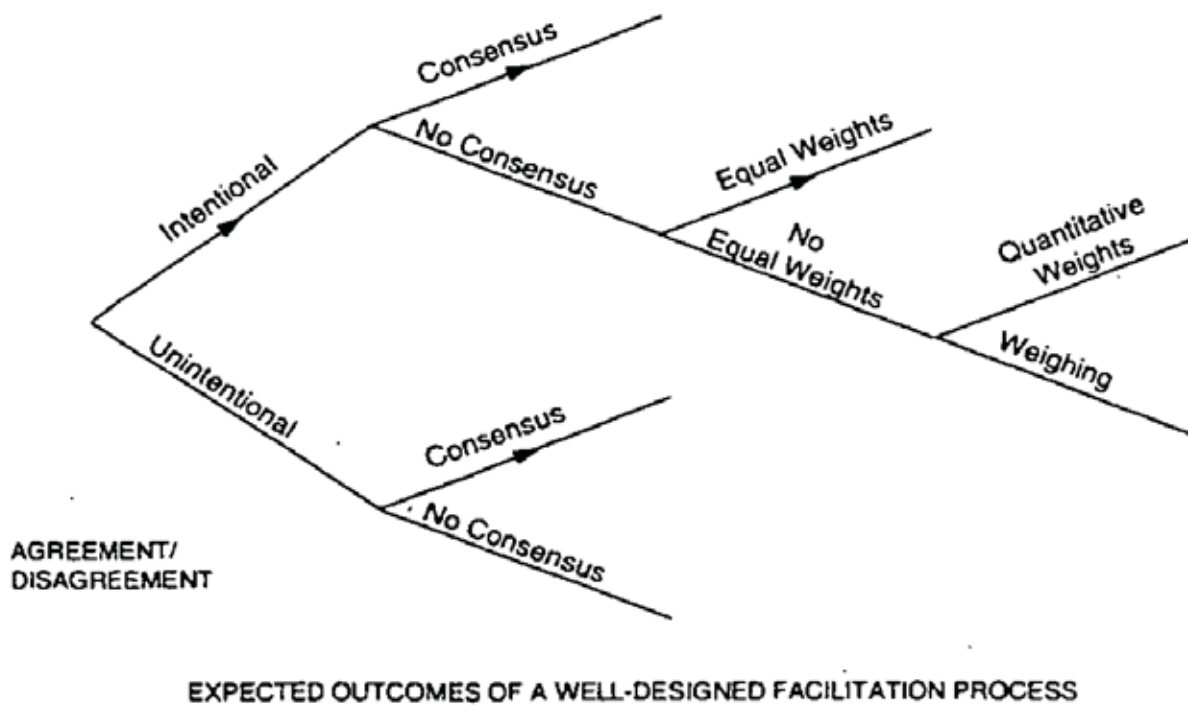 Consensus
Intentional
No Consensus
Equal Weights
No
Equal Weights
Quantitative
Weights
Weighing
Unintentional
Consensus
No Consensus
AGREEMENT/
DISAGREEMENT
EXPECTED OUTCOMES OF A WELL-DESIGNED FACILITATION PROCESS